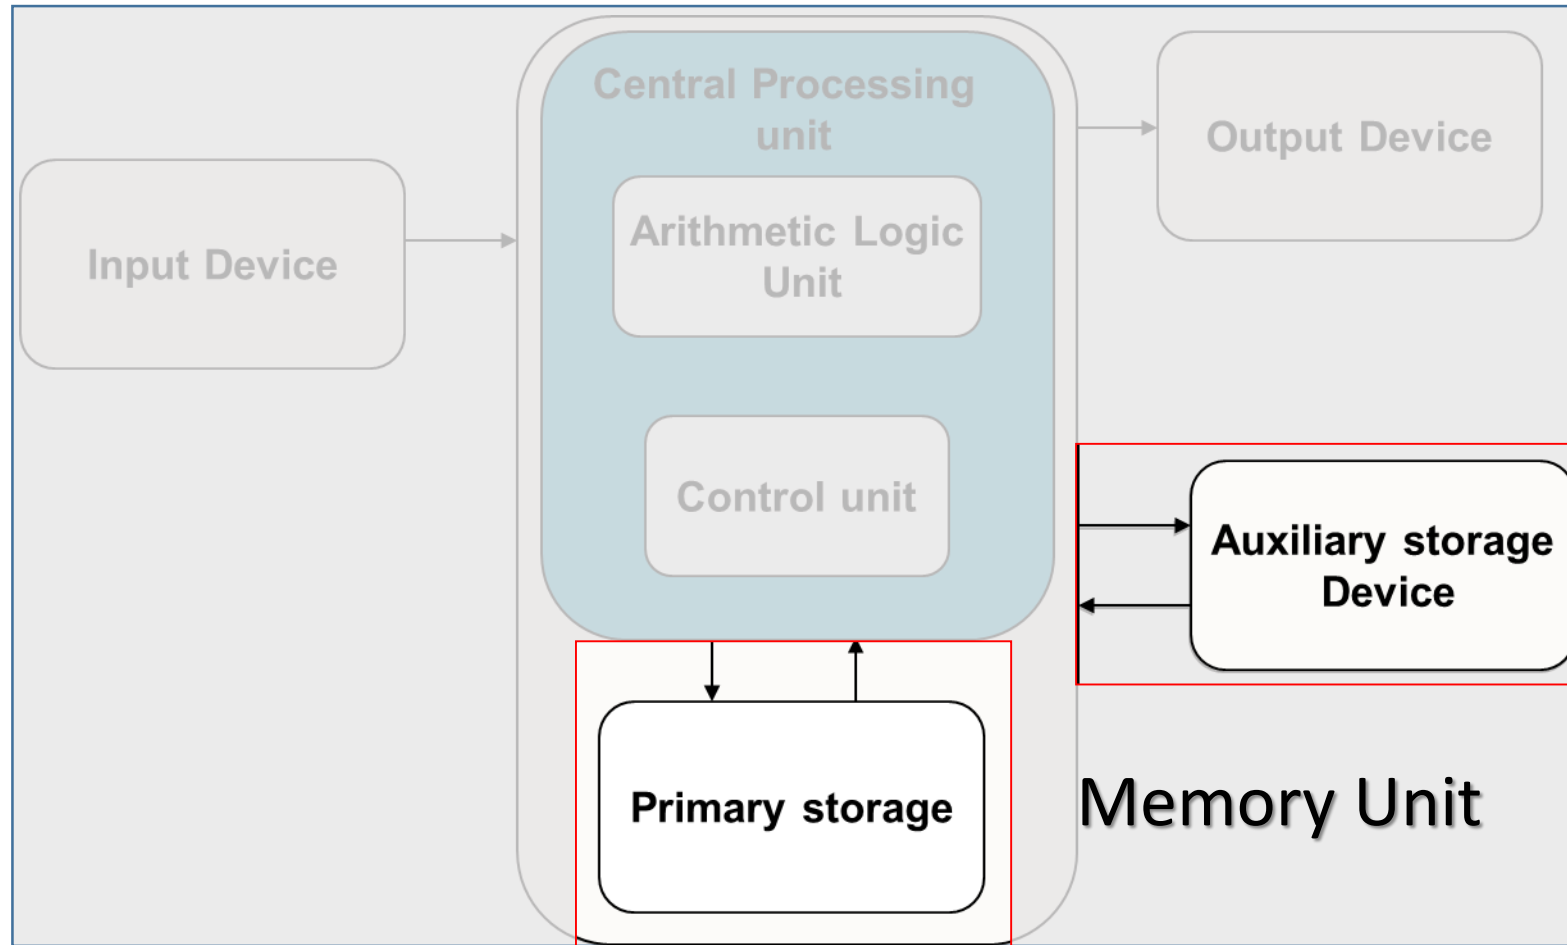 Central Processing
unit
Output Device
Input Device
Arithmetic Logic
Unit
Control unit
Auxiliary storage
Device
Primary storage
Memory Unit